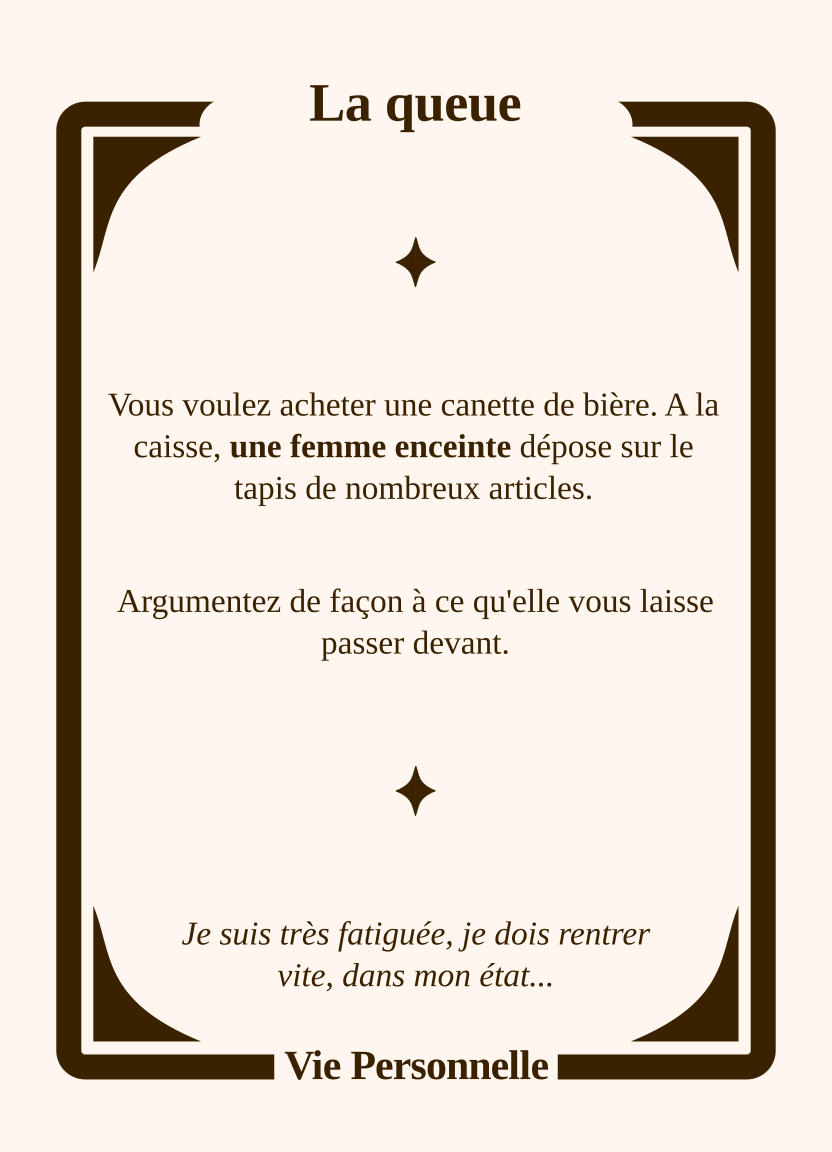 La queue
Vous voulez acheter une canette de bière. A la
caisse, une femme enceinte dépose sur le
tapis de nombreux articles.
Argumentez de façon à ce qu'elle vous laisse
passer devant.
Je suis très fatiguée, je dois rentrer
vite, dans mon état...
Vie Personnelle